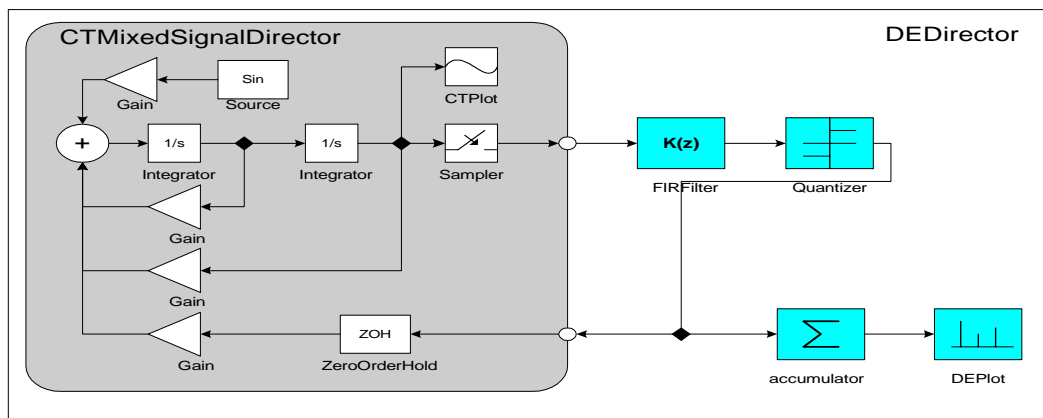 CTMixedSignalDirector
DEDirector
Sin
Gain
Source
CTPlot
+
1/s
1/s
K(z)
Integrator
Integrator
Sampler
FIRFilter
Quantizer
Gain
Gain
ZOH
Σ
Gain
ZeroOrderHold
accumulator
DEPlot